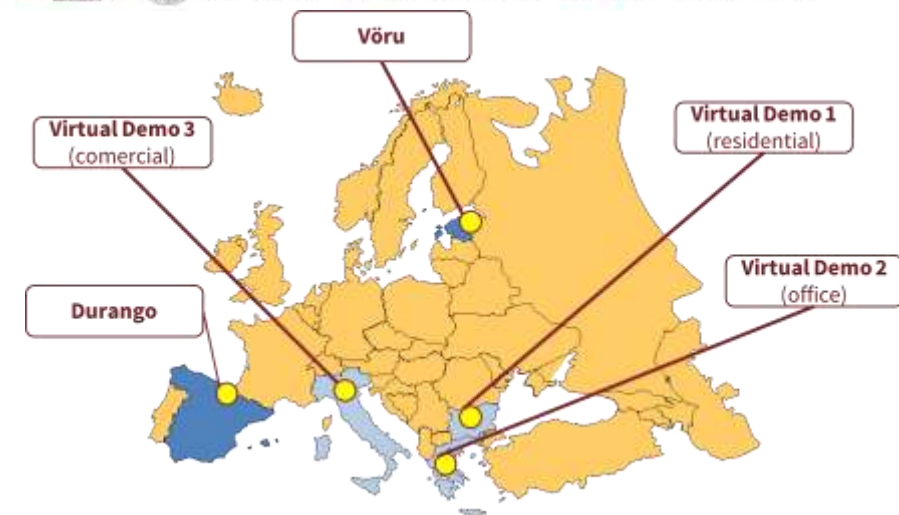 Võru
Virtual Demo 3
(comercial)
Virtual Demo 1
(residential)
Virtual Demo 2
(office)
Durango